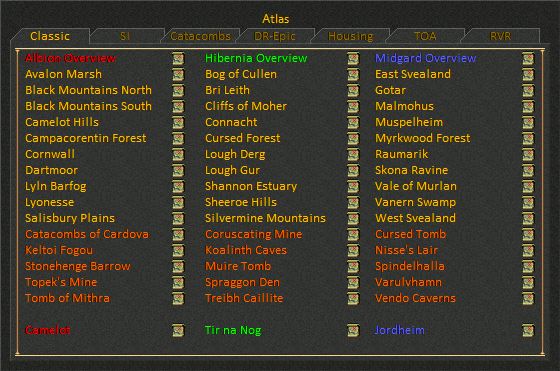 Atlas
Classic SI Catacombs DR-Epic Housing TOA RVR
Albion Overview Hibernia Overview Midgard Overview
Avalon Marsh Bog of Cullen East Svealand
Black Mountains North Bri Leith Gotar
Black Mountains South Cliffs of Moher Malmohus
Camelot Hills Connacht Muspelheim
Campacorentin Forest Cursed Forest Myrkwood Forest
Cornwall Lough Derg Raumarik
Dartmoor Lough Gur Skona Ravine
Lyln Barfog Shannon Estuary Vale of Murlan
Lyonesse Sheeroe Hills Vanern Swamp
Salisbury Plains Silvermine Mountains West Svealand
Catacombs of Cardova Coruscating Mine Cursed Tomb
Keltoi Fogou Koalinth Caves Nisse's Lair
Stonehenge Barrow Muire Tomb Spindelhalla
Topek's Mine Spraggon Den Varulvhamn
Tomb of Mithra Treibh Caillite Vendo Caverns
Camelot Tir na Nog Jordheim